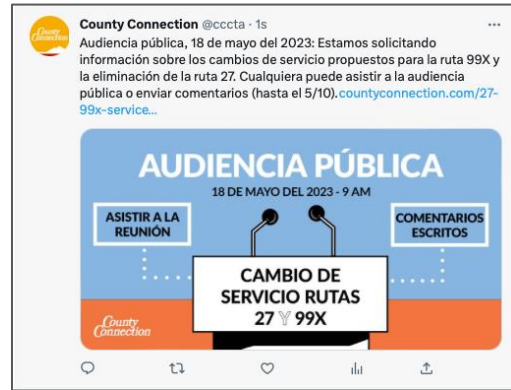 County Connection @cccta · 1s
Audiencia pública, 18 de mayo del 2023: Estamos solicitando
información sobre los cambios de servicio propuestos para la ruta 99X y
la eliminación de la ruta 27. Cualquiera puede asistir a la audiencia
pública o enviar comentarios (hasta el 5/10).countyconnection.com/27-
99x-service...
AUDIENCIA PÚBLICA
18 DE MAYO DEL 2023 - 9 AM
ASISTIR A LA
REUNIÓN
COMENTARIOS
ESCRITOS
CAMBIO DE
SERVICIO RUTAS
27 Y 99X
County
Connection